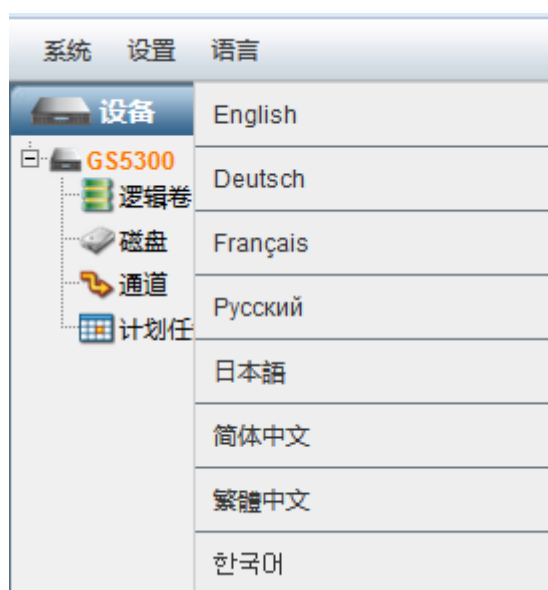 系统 设置 语言
设备
GS5300
逻辑卷
磁盘
通道
计划任
English
Deutsch
Français
Русский
日本語
简体中文
繁體中文
한국어